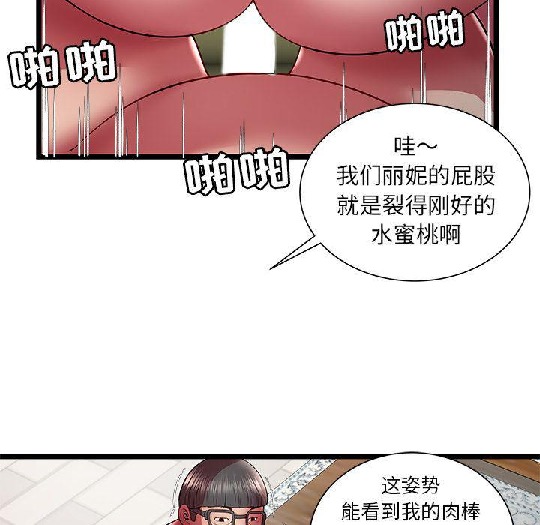 啪 啪
啪 啪
啪 啪
哇～
我们丽妮的屁股
就是裂得刚好的
水蜜桃啊
这姿势
能看到我的肉棒